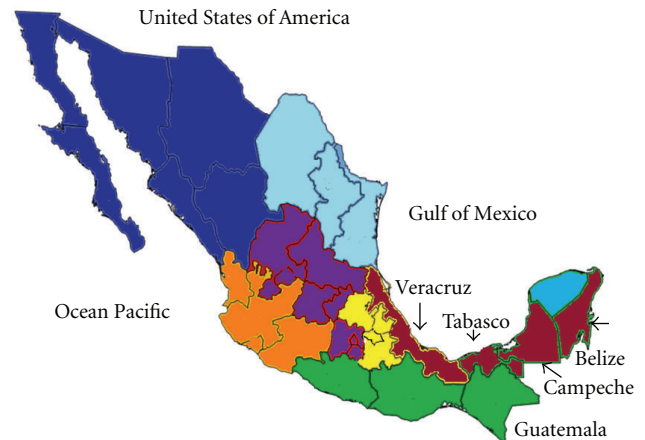 United States of America
Gulf of Mexico
Veracruz
Ocean Pacific
Tabasco
Belize
Campeche
Guatemala